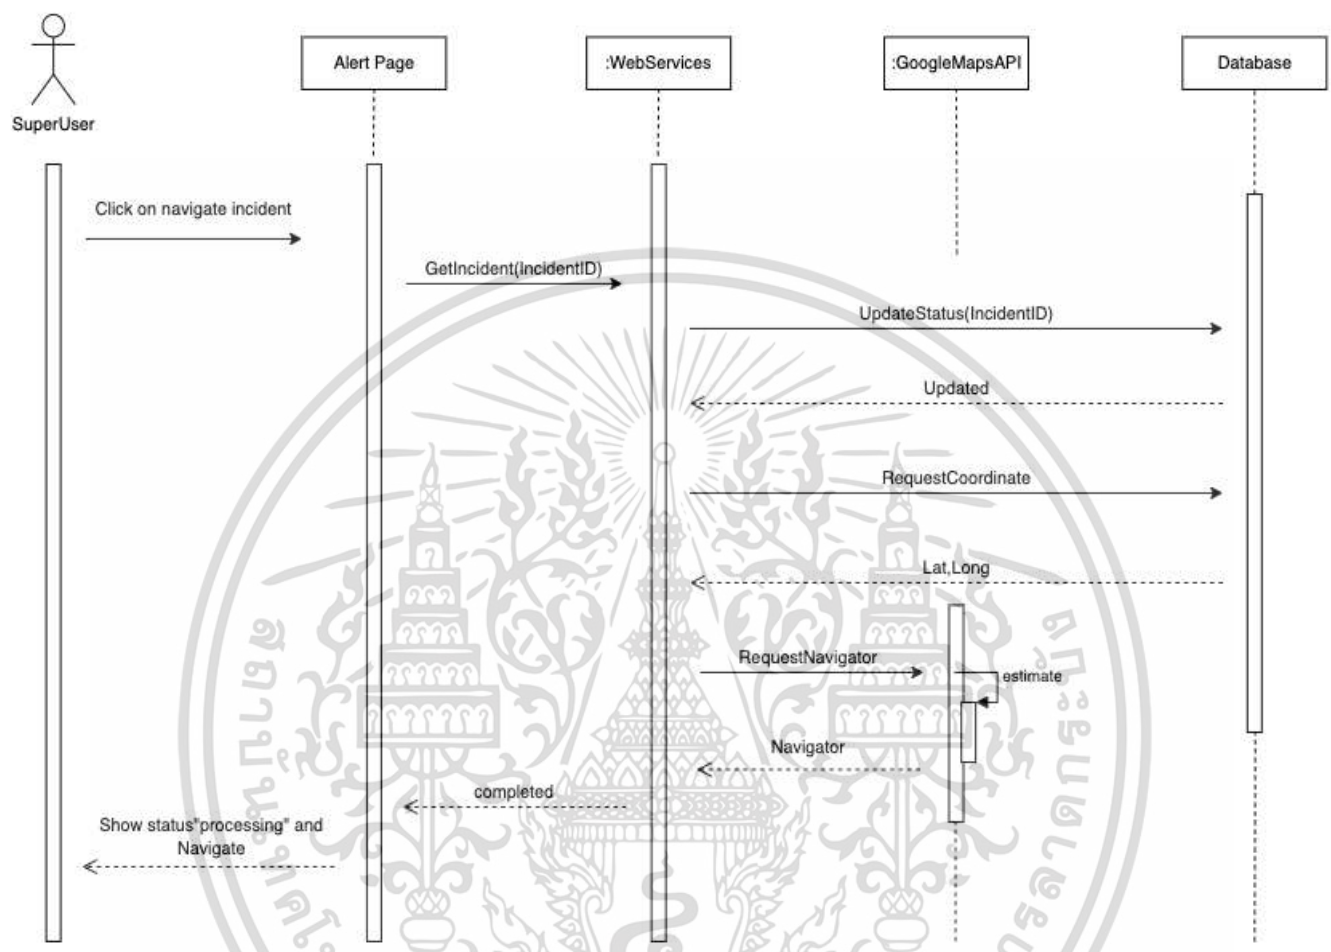 Alert Page
:WebServices
:GoogleMapsAPI
Database
SuperUser
Click on navigate incident
GetIncident(IncidentID)
UpdateStatus(IncidentID)
Updated
RequestCoordinate
Lat,Long
RequestNavigator
estimate
Navigator
completed
Show status"processing" and
Navigate